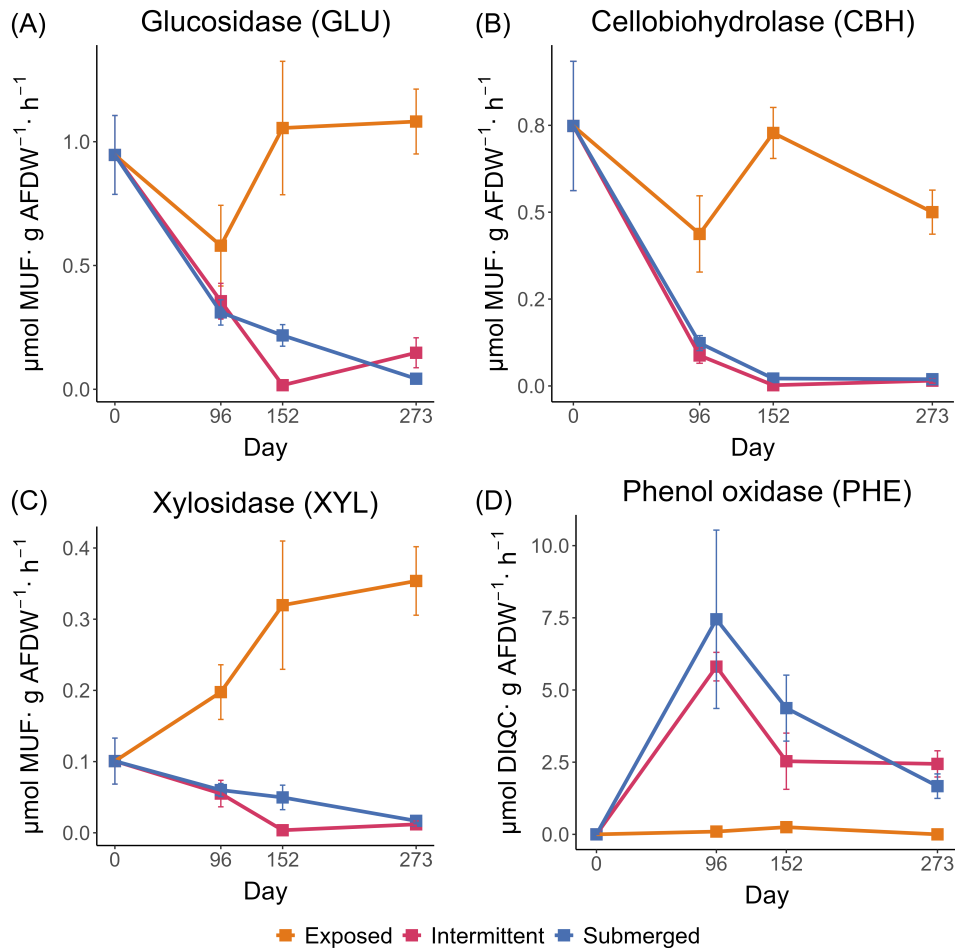 (A) Glucosidase (GLU)
µmol MUF· g AFDW⁻¹· h⁻¹
1.0
0.5
0.0
0 96 152 273
Day
(B) Cellobiohydrolase (CBH)
µmol MUF· g AFDW⁻¹· h⁻¹
0.8
0.5
0.2
0.0
0 96 152 273
Day
(C) Xylosidase (XYL)
µmol MUF· g AFDW⁻¹· h⁻¹
0.4
0.3
0.2
0.1
0.0
0 96 152 273
Day
(D) Phenol oxidase (PHE)
µmol DIQC· g AFDW⁻¹· h⁻¹
10.0
7.5
5.0
2.5
0.0
0 96 152 273
Day
Exposed Intermittent Submerged